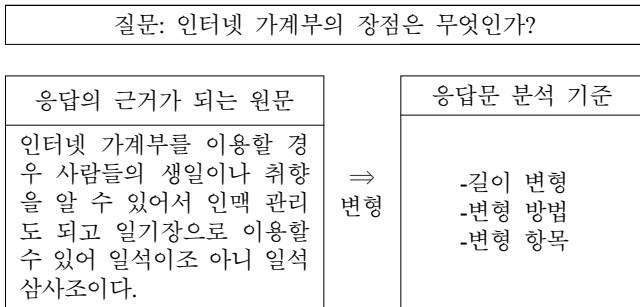 질문: 인터넷 가계부의 장점은 무엇인가?
응답의 근거가 되는 원문
인터넷 가계부를 이용할 경
우 사람들의 생일이나 취향
을 알 수 있어서 인맥 관리
도 되고 일기장으로 이용할
수 있어 일석이조 아니 일석
삼사조이다.
⇒
변형
응답문 분석 기준
-길이 변형
-변형 방법
-변형 항목